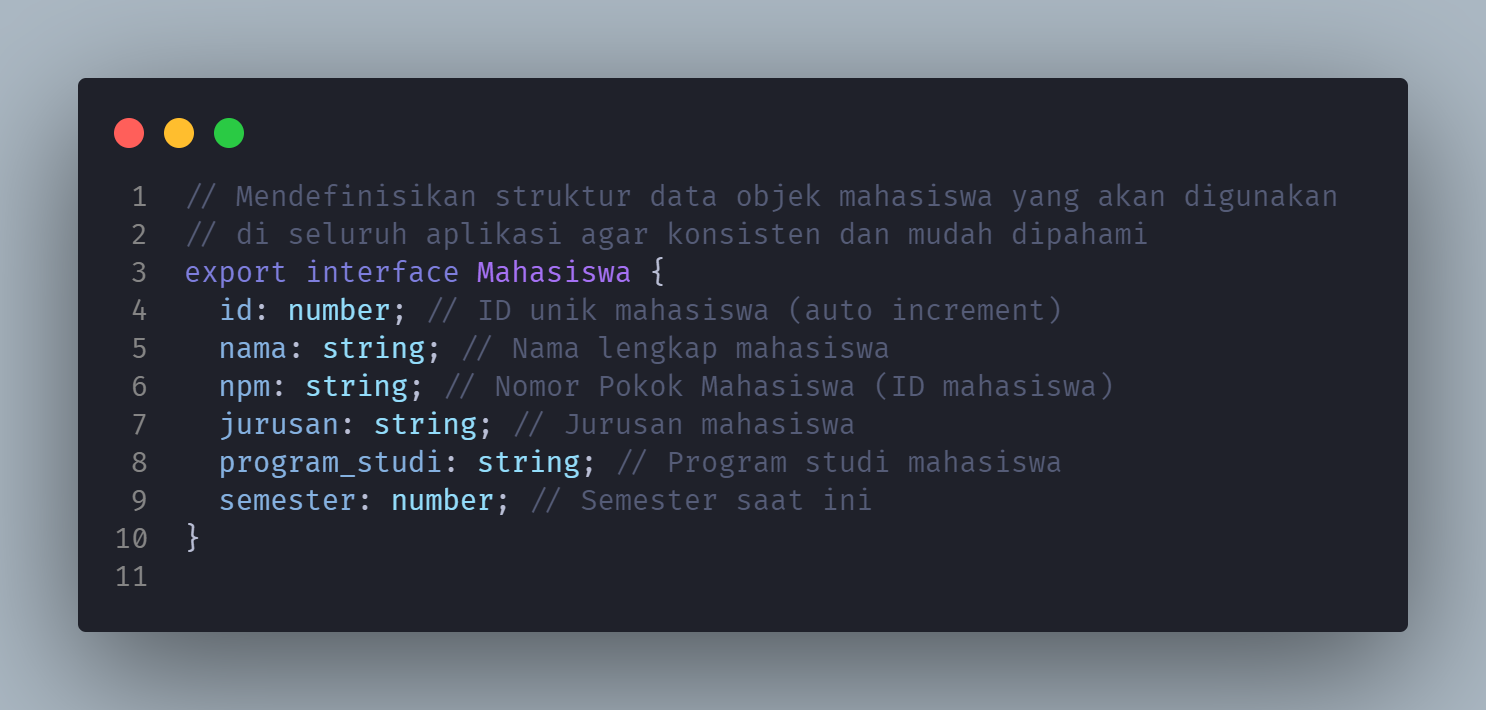 1 // Mendefinisikan struktur data objek mahasiswa yang akan digunakan
2 // di seluruh aplikasi agar konsisten dan mudah dipahami
3 export interface Mahasiswa {
4   id: number; // ID unik mahasiswa (auto increment)
5   nama: string; // Nama lengkap mahasiswa
6   npm: string; // Nomor Pokok Mahasiswa (ID mahasiswa)
7   jurusan: string; // Jurusan mahasiswa
8   program_studi: string; // Program studi mahasiswa
9   semester: number; // Semester saat ini
10 }
11